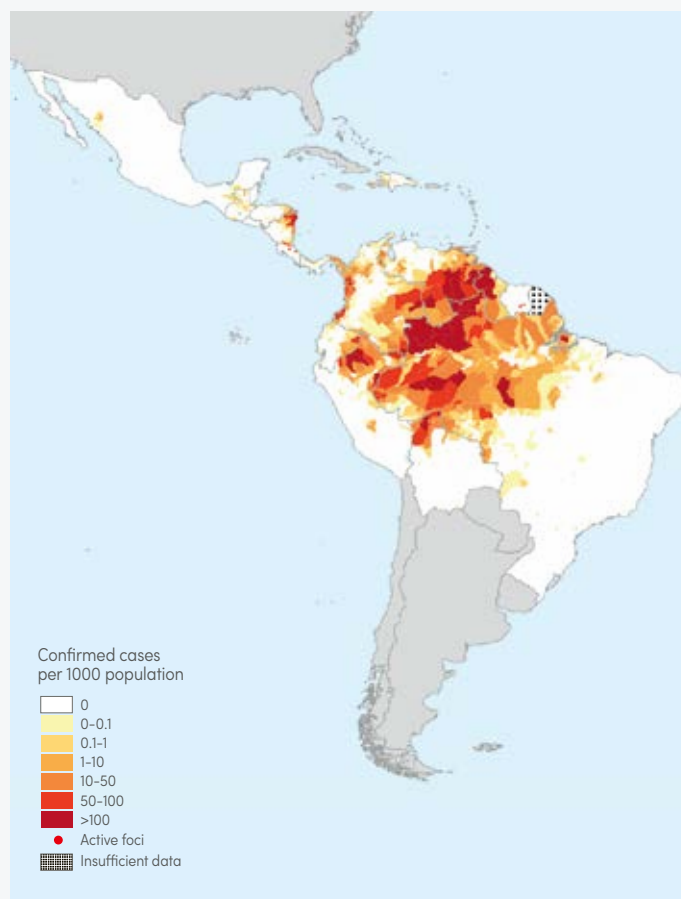 Confirmed cases
per 1000 population
0
0-0.1
0.1-1
1-10
10-50
50-100
>100
Active foci
Insufficient data